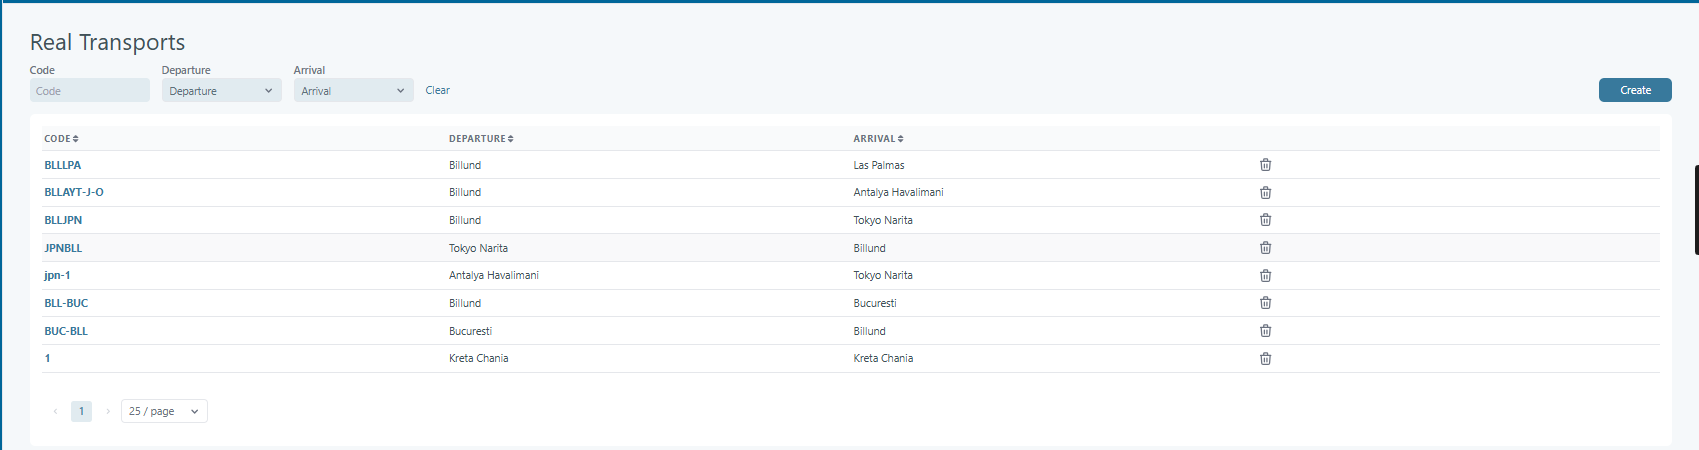 Real Transports
Code Departure Arrival
Code Departure Arrival Clear Create
CODE DEPARTURE ARRIVAL
BLLLPA Billund Las Palmas
BLLAYT-J-O Billund Antalya Havalimani
BLLJPN Billund Tokyo Narita
JPNBLL Tokyo Narita Billund
jpn-1 Antalya Havalimani Tokyo Narita
BLL-BUC Billund Bucuresti
BUC-BLL Bucuresti Billund
1 Kreta Chania Kreta Chania
1 25 / page